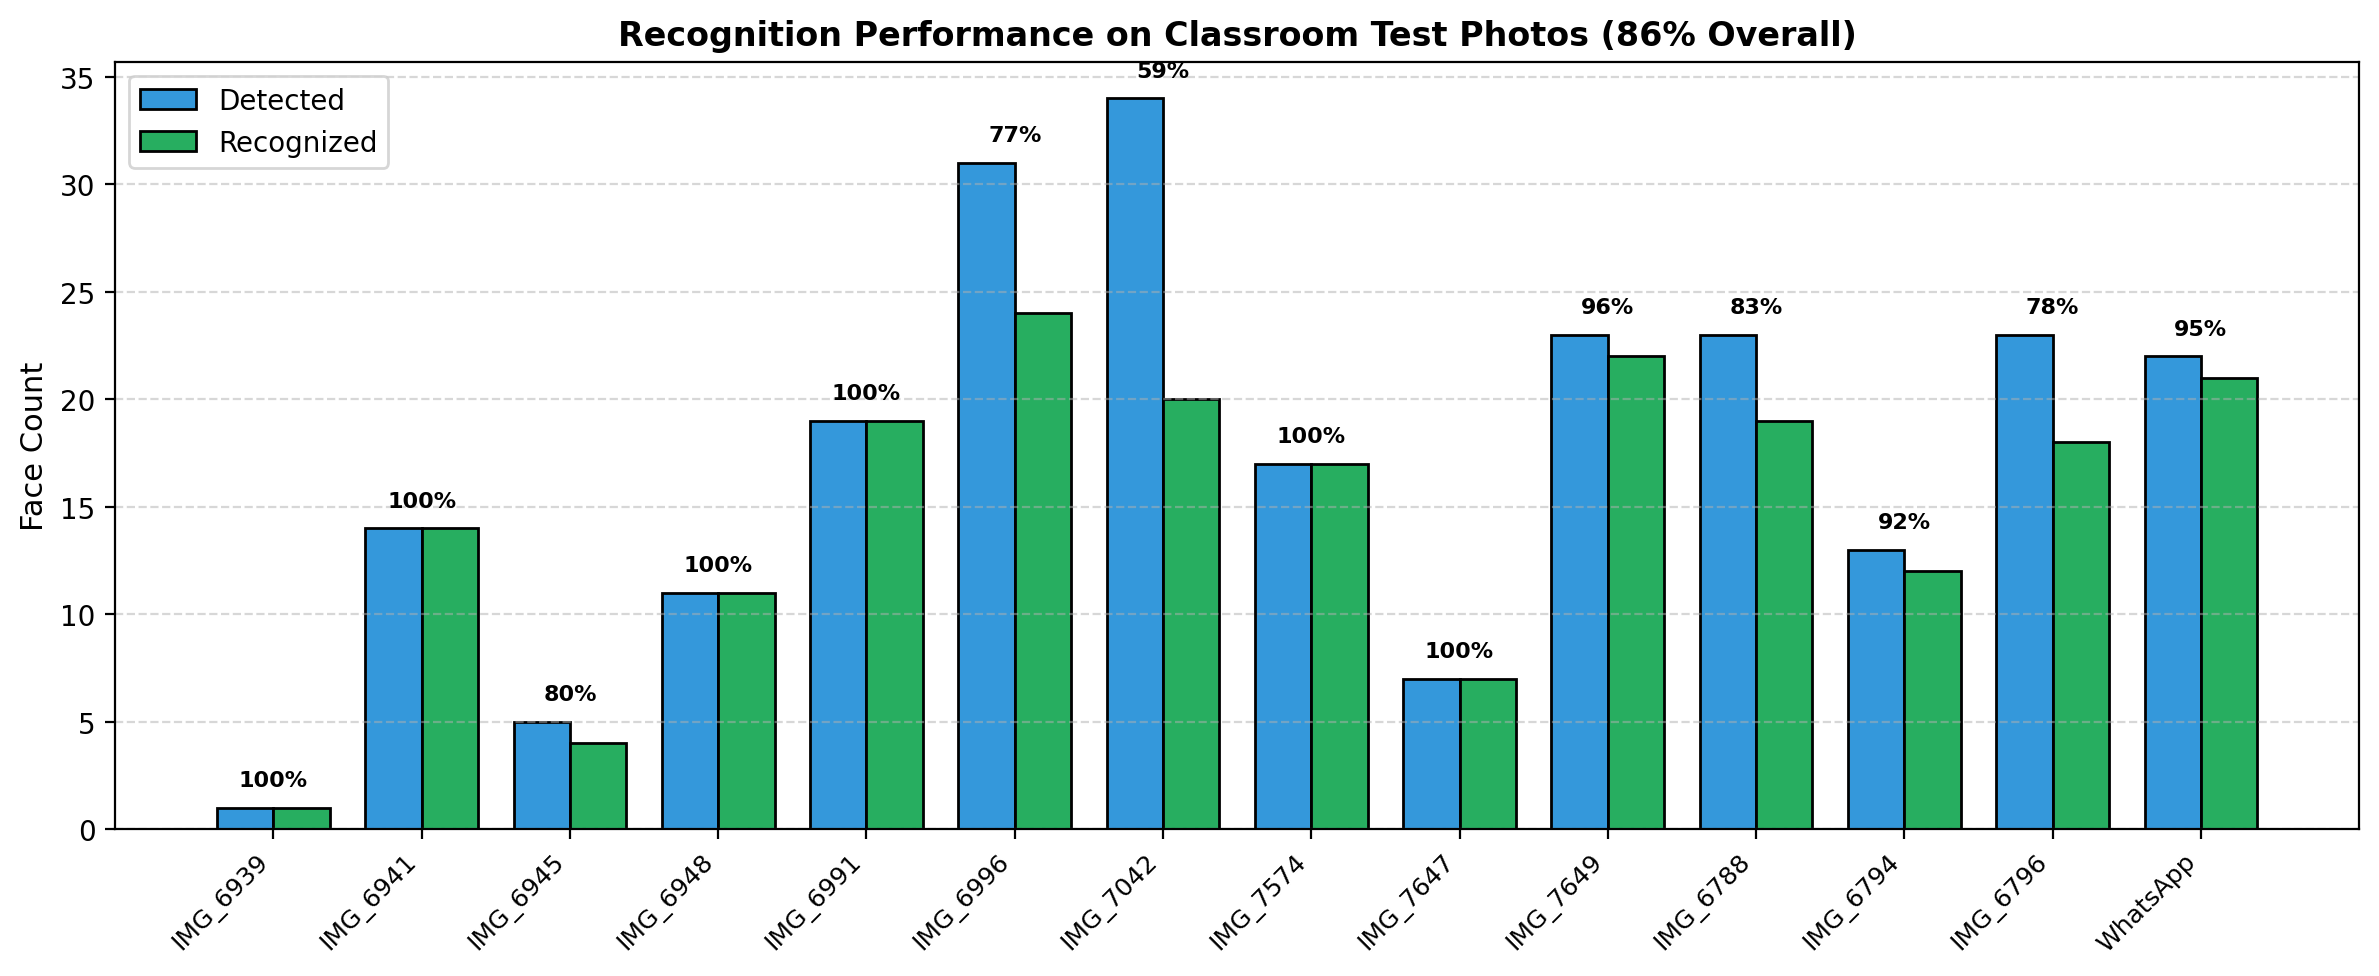 Recognition Performance on Classroom Test Photos (86% Overall)
Detected
Recognized
Face Count
35
30
25
20
15
10
5
0
100%
100%
80%
100%
100%
77%
59%
100%
100%
96%
83%
92%
78%
95%
IMG_6939
IMG_6941
IMG_6945
IMG_6948
IMG_6991
IMG_6996
IMG_7042
IMG_7574
IMG_7647
IMG_7649
IMG_6788
IMG_6794
IMG_6796
WhatsApp